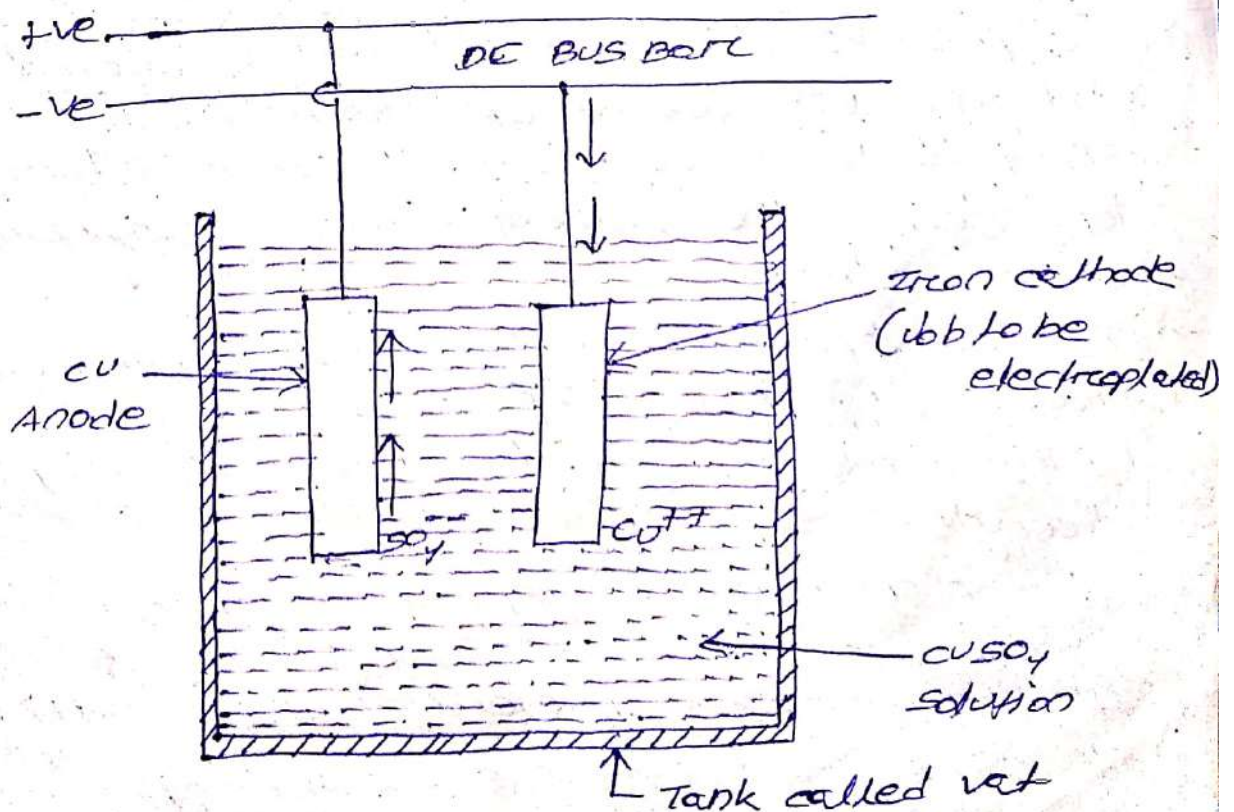 +ve
DC BUS BAR
-ve
Iron cathode
(Job to be
electroplated)
CU
Anode
SO4--
CU++
CUSO4
solution
Tank called vat